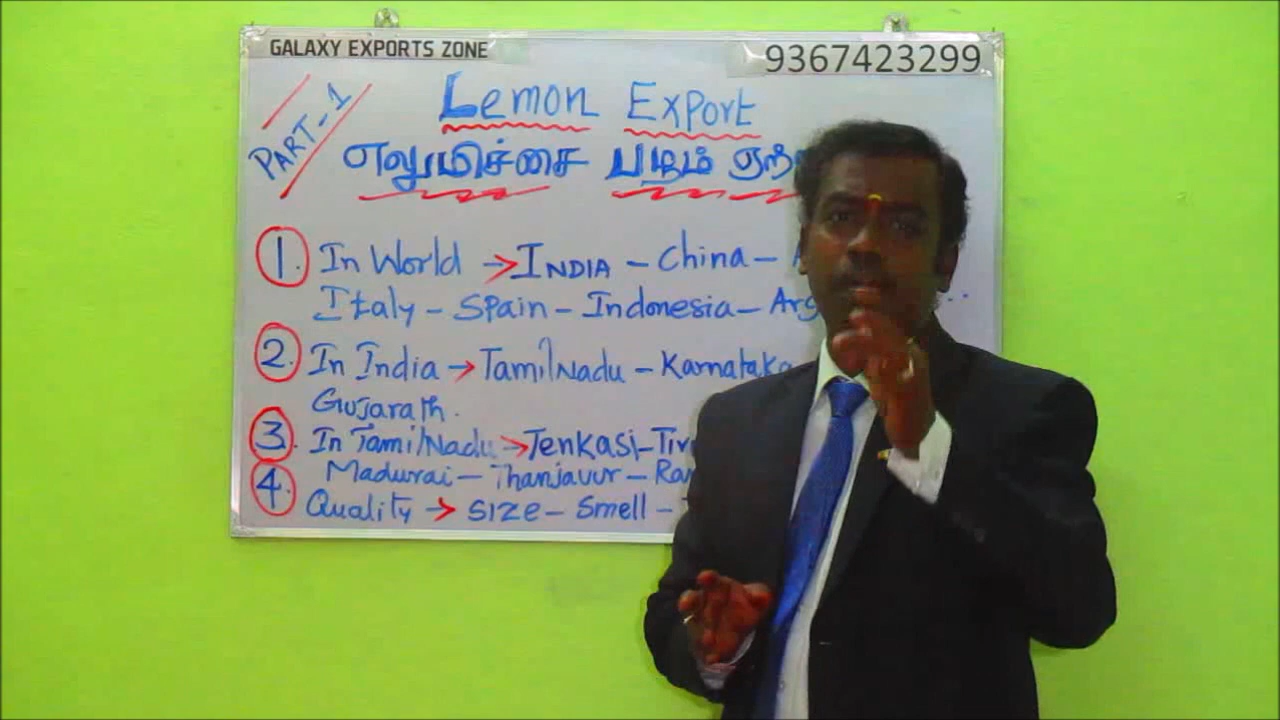 GALAXY EXPORTS ZONE
9367423299
PART-1
Lemon Export
எலுமிச்சை பழம்
1. In World → INDIA - China -
Italy - Spain - Indonesia -
2. In India → TamilNadu - Karnataka
Gujarath.
3. In TamilNadu → Tenkasi -
Madurai - Thanjavur -
4. Quality → SIZE - Smell -